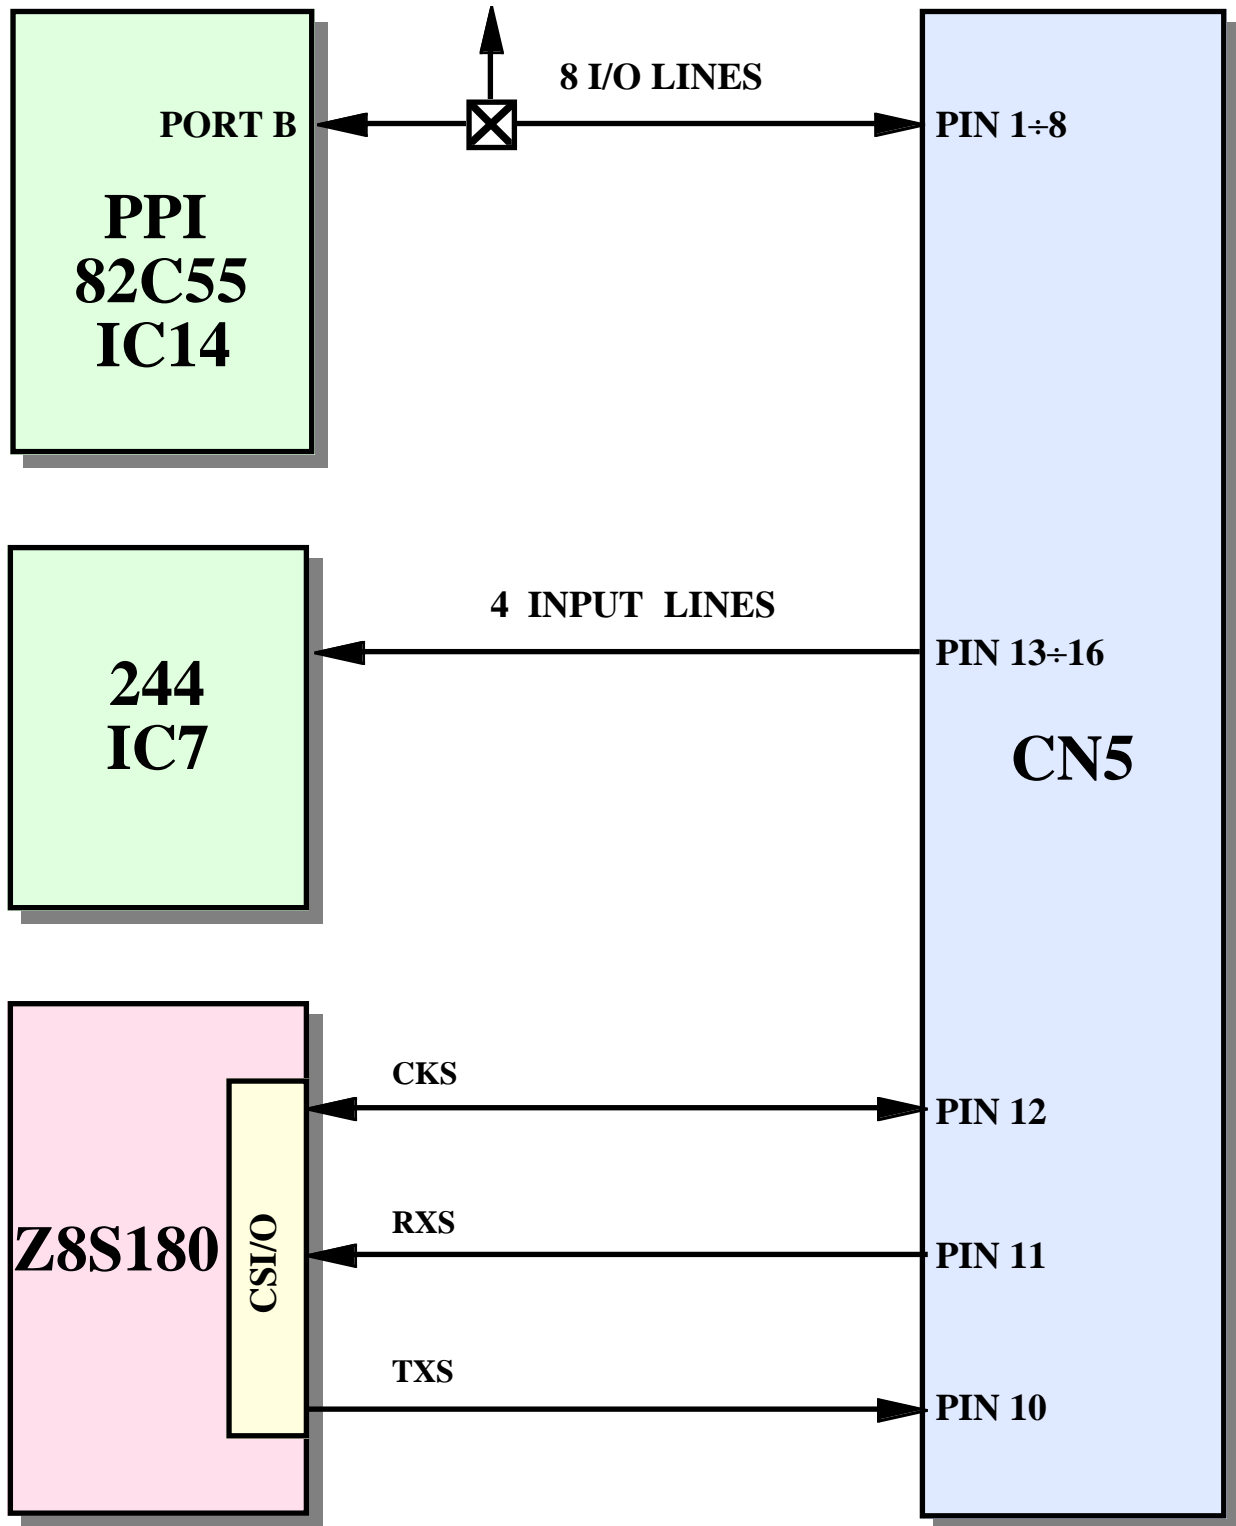 8 I/O LINES
PORT B
PIN 1÷8
PPI
82C55
IC14
4 INPUT LINES
PIN 13÷16
244
IC7
CN5
CKS
PIN 12
RXS
PIN 11
Z8S180
CSI/O
TXS
PIN 10